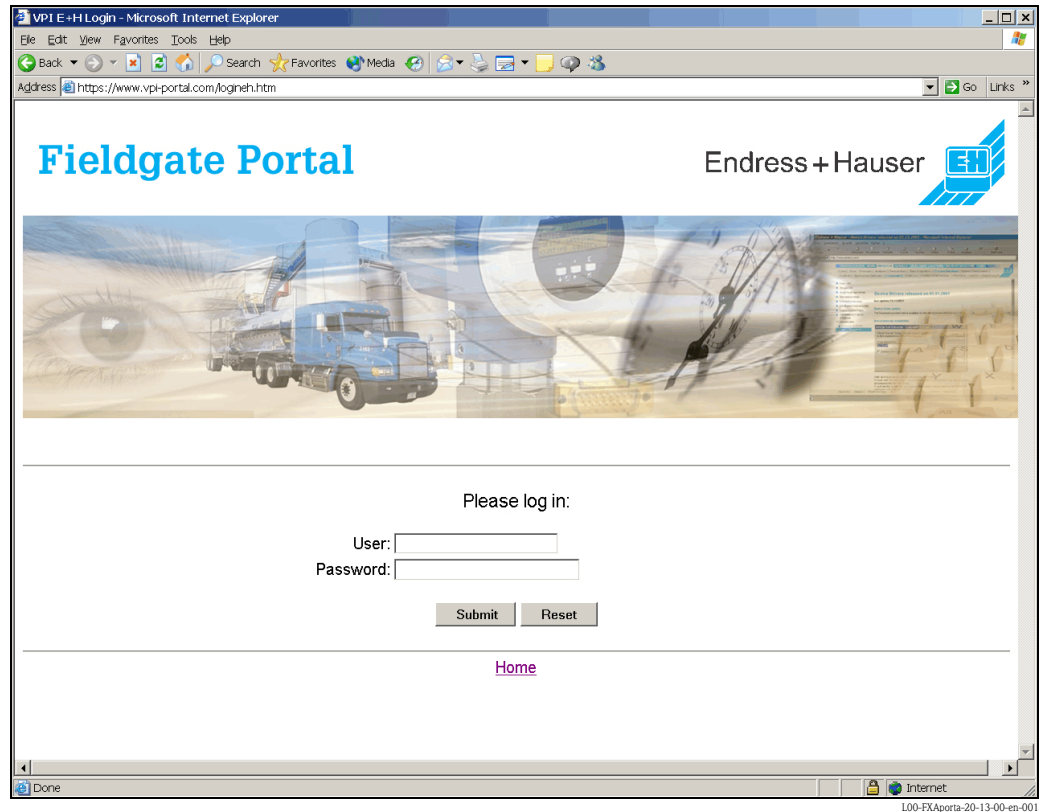 VPI E+H Login - Microsoft Internet Explorer
File Edit View Favorites Tools Help
Back Search Favorites Media
Address https://www.vpi-portal.com/logineh.htm Go Links »
Fieldgate Portal
Endress+Hauser
EH
Please log in:
User:
Password:
Submit Reset
Home
Done Internet
L00-FXAporta-20-13-00-en-001